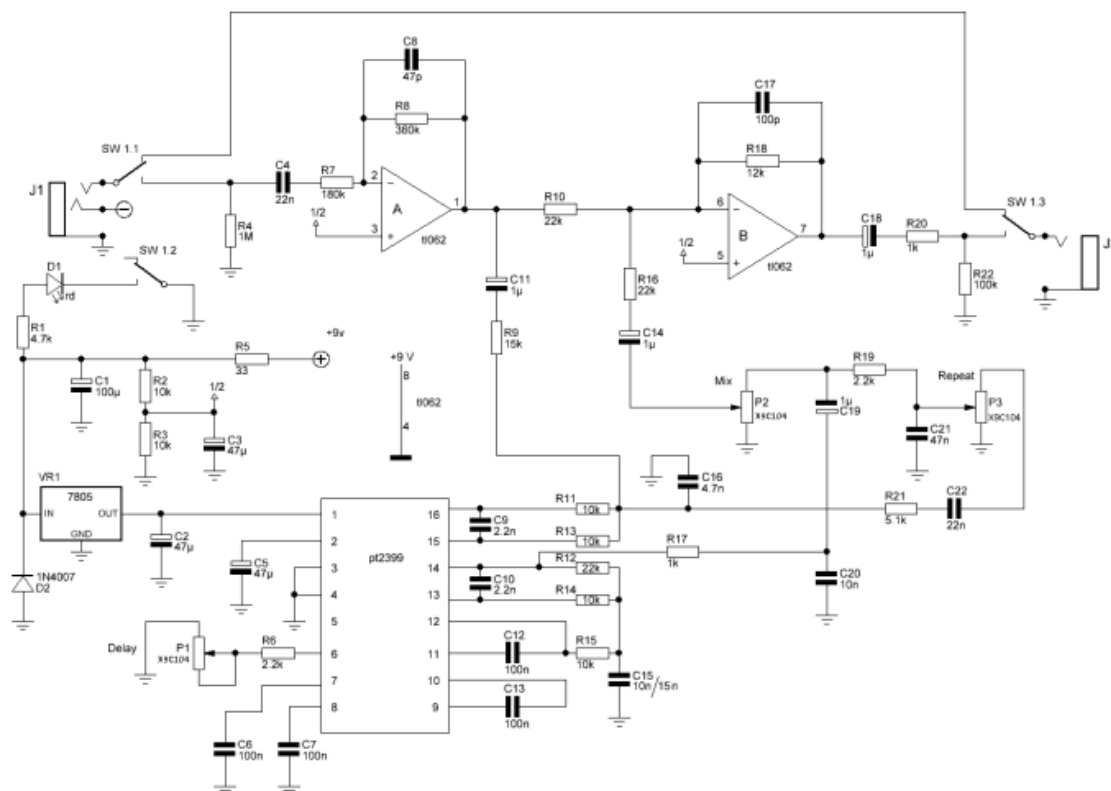 C8
47p
R8
360k
C17
100p
R18
12k
SW 1.1
C4
22n
R7
180k
2
−
A
1
3
+
1/2
tl062
J1
R4
1M
R10
22k
6
−
B
7
5
+
1/2
tl062
C18
1µ
R20
1k
SW 1.3
R22
100k
SW 1.2
D1
rd
R1
4.7k
C11
1µ
R9
15k
R16
22k
C14
1µ
+9v
R5
33
C1
100µ
R2
10k
1/2
R3
10k
C3
47µ
+9 V
8
tl062
4
Mix
P2
X9C104
R19
2.2k
1µ
C19
Repeat
P3
X9C104
C21
47n
VR1
7805
IN
OUT
GND
C2
47µ
C5
47µ
1N4007
D2
pt2399
1
2
3
4
5
6
7
8
16
15
14
13
12
11
10
9
C16
4.7n
R11
10k
C9
2.2n
R13
10k
R17
1k
R12
22k
C10
2.2n
R14
10k
R21
5.1k
C22
22n
C20
10n
Delay
P1
X9C104
R6
2.2k
C12
100n
R15
10k
C15
10n/15n
C13
100n
C6
100n
C7
100n